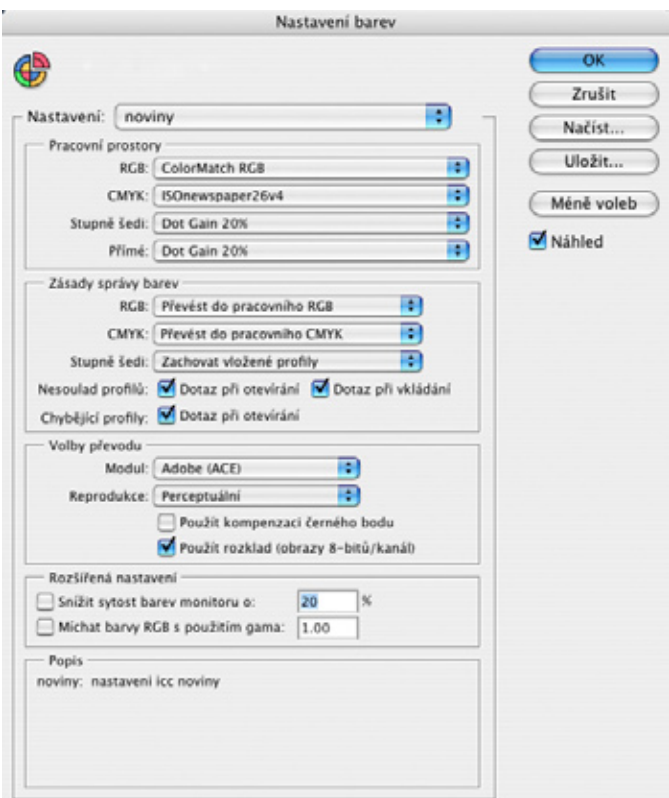 Nastavení barev
OK
Zrušit
Načíst...
Uložit...
Méně voleb
Náhled
Nastavení: noviny
Pracovní prostory
RGB: ColorMatch RGB
CMYK: ISOnewspaper26v4
Stupně šedi: Dot Gain 20%
Přímé: Dot Gain 20%
Zásady správy barev
RGB: Převést do pracovního RGB
CMYK: Převést do pracovního CMYK
Stupně šedi: Zachovat vložené profily
Nesoulad profilů: Dotaz při otevírání Dotaz při vkládání
Chybějící profily: Dotaz při otevírání
Volby převodu
Modul: Adobe (ACE)
Reprodukce: Perceptuální
Použít kompenzaci černého bodu
Použít rozklad (obrazy 8-bitů/kanál)
Rozšířená nastavení
Snížit sytost barev monitoru o: 20 %
Míchat barvy RGB s použitím gama: 1.00
Popis
noviny: nastaveni icc noviny